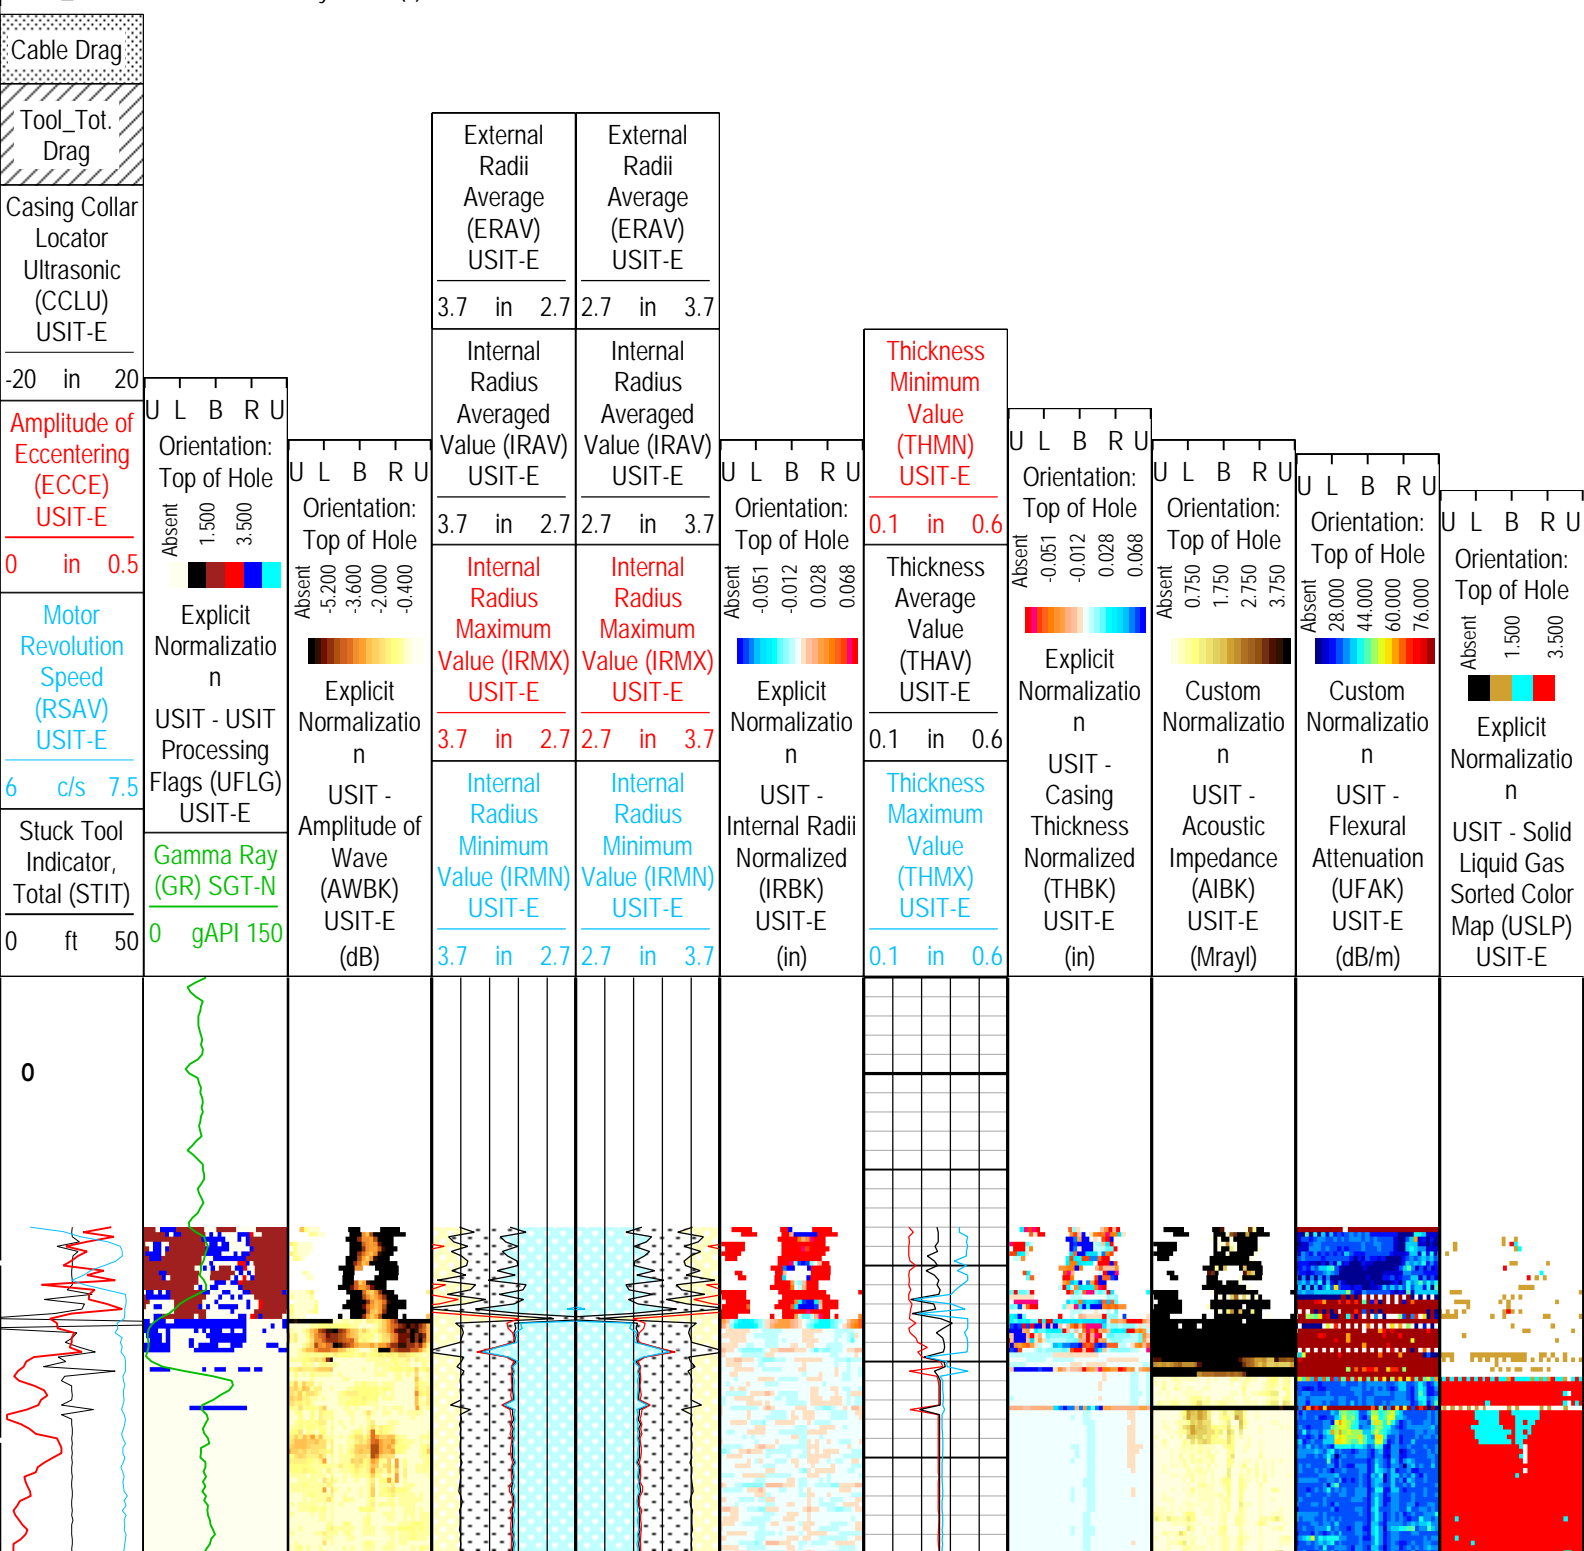 Cable Drag
Tool_Tot.
Drag
Casing Collar
Locator
Ultrasonic
(CCLU)
USIT-E
-20 in 20
Amplitude of
Eccentering
(ECCE)
USIT-E
0 in 0.5
Motor
Revolution
Speed
(RSAV)
USIT-E
6 c/s 7.5
Stuck Tool
Indicator,
Total (STIT)
0 ft 50
U L B R U
Orientation:
Top of Hole
Absent
1.500
3.500
Explicit
Normalizatio
n
USIT - USIT
Processing
Flags (UFLG)
USIT-E
Gamma Ray
(GR) SGT-N
0 gAPI 150
U L B R U
Orientation:
Top of Hole
Absent
-5.200
-3.600
-2.000
-0.400
Explicit
Normalizatio
n
USIT -
Amplitude of
Wave
(AWBK)
USIT-E
(dB)
External
Radii
Average
(ERAV)
USIT-E
3.7 in 2.7
Internal
Radius
Averaged
Value (IRAV)
USIT-E
3.7 in 2.7
Internal
Radius
Maximum
Value (IRMX)
USIT-E
3.7 in 2.7
Internal
Radius
Minimum
Value (IRMN)
USIT-E
3.7 in 2.7
External
Radii
Average
(ERAV)
USIT-E
2.7 in 3.7
Internal
Radius
Averaged
Value (IRAV)
USIT-E
2.7 in 3.7
Internal
Radius
Maximum
Value (IRMX)
USIT-E
2.7 in 3.7
Internal
Radius
Minimum
Value (IRMN)
USIT-E
2.7 in 3.7
U L B R U
Orientation:
Top of Hole
Absent
-0.051
-0.012
0.028
0.068
Explicit
Normalizatio
n
USIT -
Internal Radii
Normalized
(IRBK)
USIT-E
(in)
Thickness
Minimum
Value
(THMN)
USIT-E
0.1 in 0.6
Thickness
Average
Value
(THAV)
USIT-E
0.1 in 0.6
Thickness
Maximum
Value
(THMX)
USIT-E
0.1 in 0.6
U L B R U
Orientation:
Top of Hole
Absent
-0.051
-0.012
0.028
0.068
Explicit
Normalizatio
n
USIT -
Casing
Thickness
Normalized
(THBK)
USIT-E
(in)
U L B R U
Orientation:
Top of Hole
Absent
0.750
1.750
2.750
3.750
Custom
Normalizatio
n
USIT -
Acoustic
Impedance
(AIBK)
USIT-E
(Mrayl)
U L B R U
Orientation:
Top of Hole
Absent
28.000
44.000
60.000
76.000
Custom
Normalizatio
n
USIT -
Flexural
Attenuation
(UFAK)
USIT-E
(dB/m)
U L B R U
Orientation:
Top of Hole
Absent
1.500
3.500
Explicit
Normalizatio
n
USIT - Solid
Liquid Gas
Sorted Color
Map (USLP)
USIT-E
0